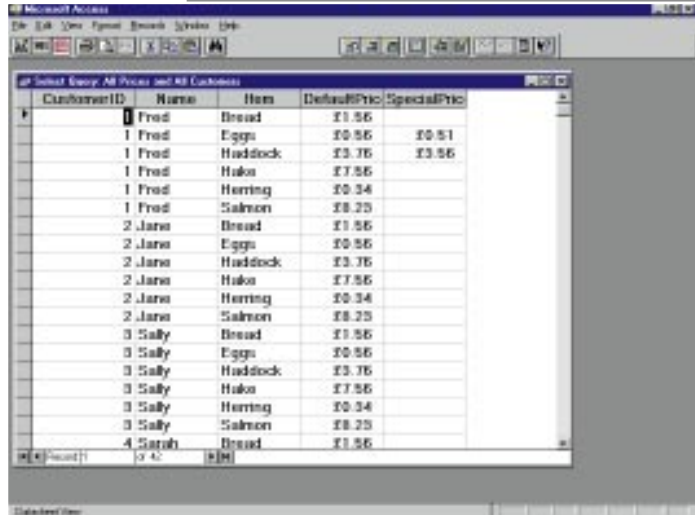 Microsoft Access
File Edit View Format Records Window Help
Select Query: All Prices and All Customers
CustomerID Name Item DefaultPric SpecialPric
1 Fred Bread £1.56
1 Fred Eggs £0.56 £0.51
1 Fred Haddock £3.76 £3.56
1 Fred Hake £7.56
1 Fred Herring £0.34
1 Fred Salmon £8.23
2 Jane Bread £1.56
2 Jane Eggs £0.56
2 Jane Haddock £3.76
2 Jane Hake £7.56
2 Jane Herring £0.34
2 Jane Salmon £8.23
3 Sally Bread £1.56
3 Sally Eggs £0.56
3 Sally Haddock £3.76
3 Sally Hake £7.56
3 Sally Herring £0.34
3 Sally Salmon £8.23
4 Sarah Bread £1.56
Record: 1 of 42
Datasheet View